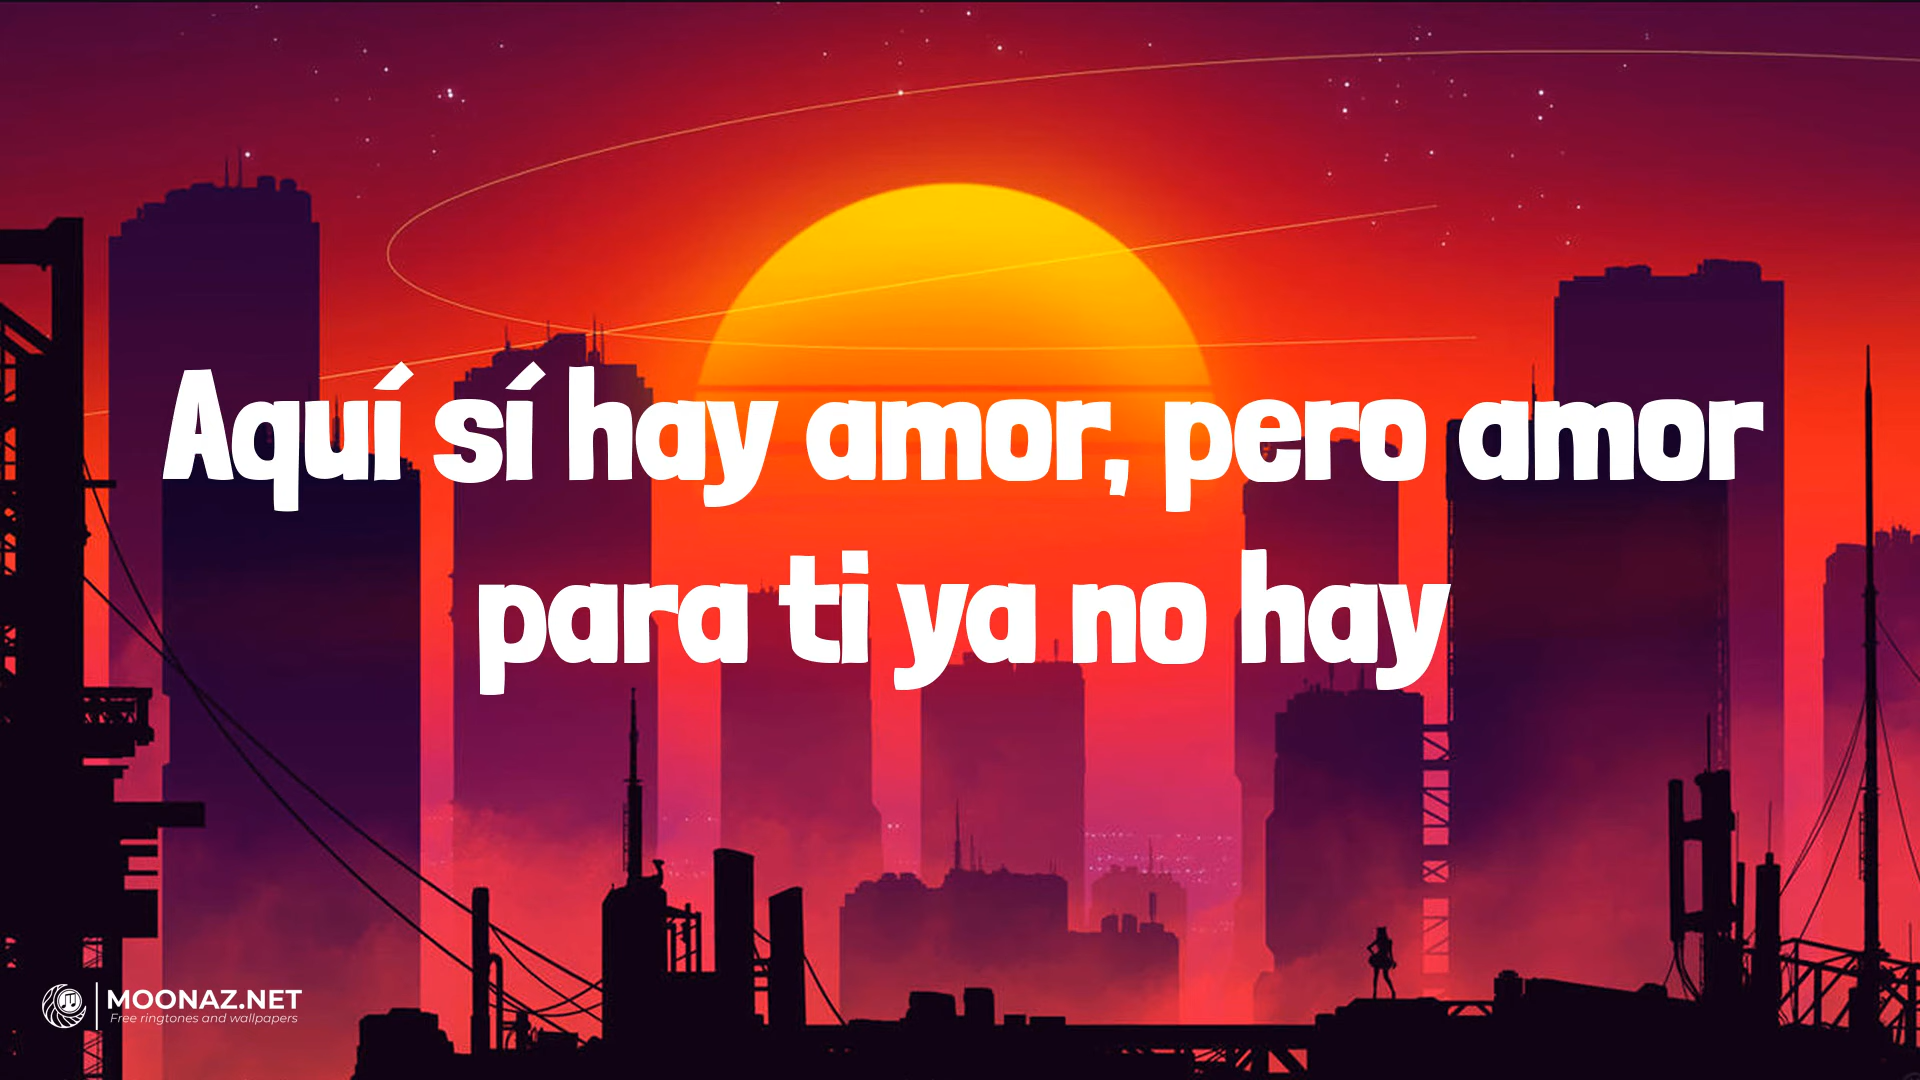 Aquí sí hay amor, pero amor
para ti ya no hay
MOONAZ.NET
Free ringtones and wallpapers